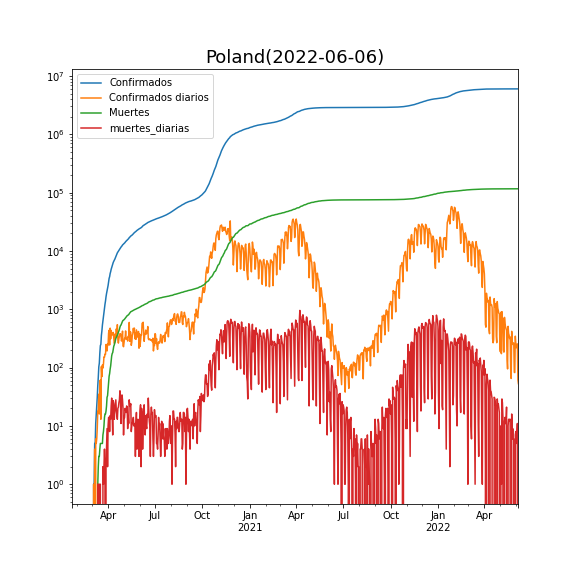 Poland(2022-06-06)
Confirmados
Confirmados diarios
Muertes
muertes_diarias
10^7
10^6
10^5
10^4
10^3
10^2
10^1
10^0
Apr Jul Oct Jan Apr Jul Oct Jan Apr
2021 2022